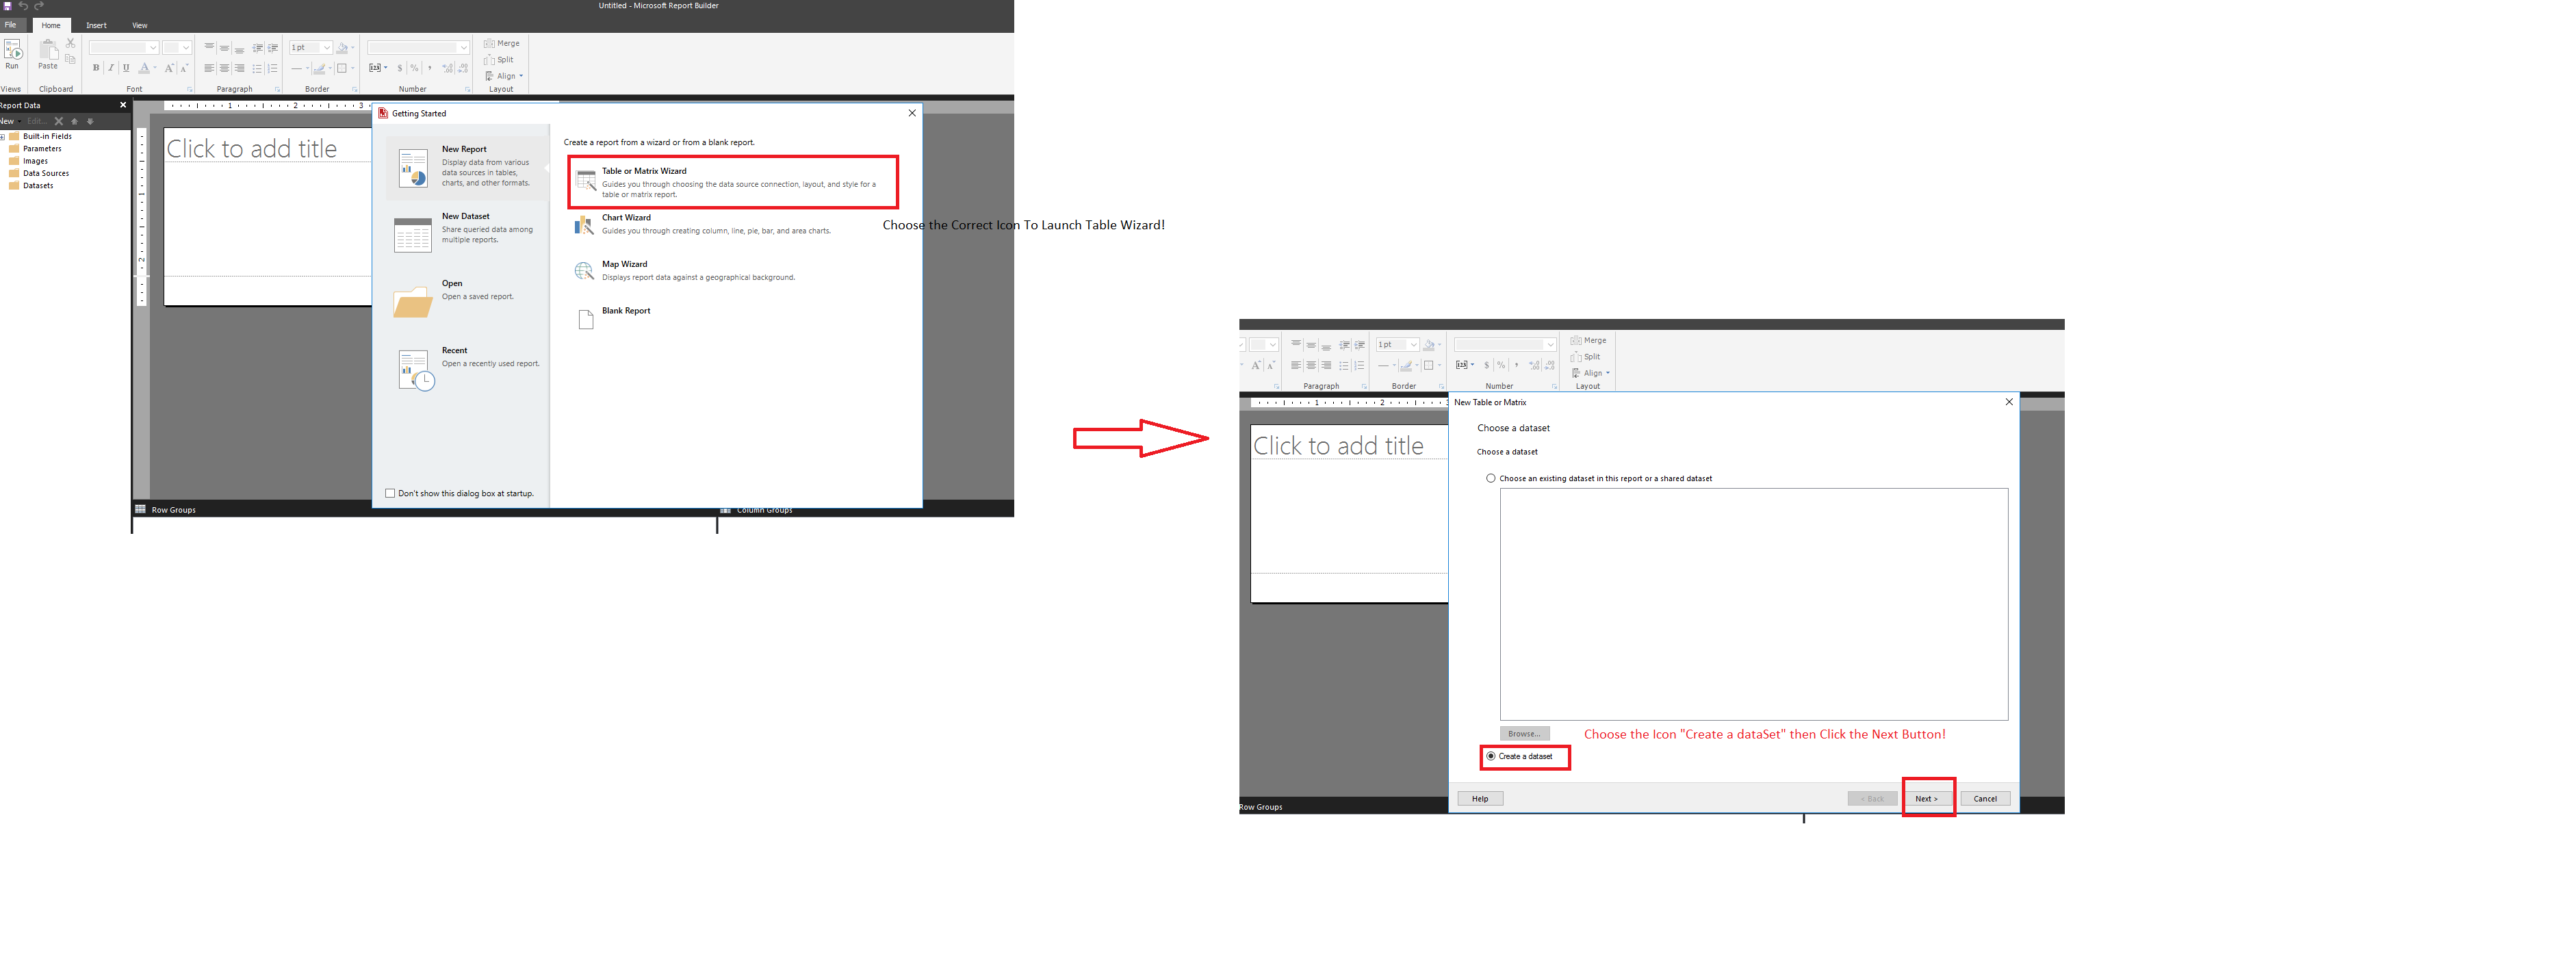 Untitled - Microsoft Report Builder
File
Home
Insert
View
Run
Paste
B I U A A A
1 pt
$ % ,
Merge
Split
Align
Views
Clipboard
Font
Paragraph
Border
Number
Layout
Report Data
New
Edit...
Built-in Fields
Parameters
Images
Data Sources
Datasets
1 2 3
1
2
Click to add title
Getting Started
New Report
Display data from various
data sources in tables,
charts, and other formats.
New Dataset
Share queried data among
multiple reports.
Open
Open a saved report.
Recent
Open a recently used report.
Don't show this dialog box at startup.
Create a report from a wizard or from a blank report.
Table or Matrix Wizard
Guides you through choosing the data source connection, layout, and style for a
table or matrix report.
Chart Wizard
Guides you through creating column, line, pie, bar, and area charts.
Map Wizard
Displays report data against a geographical background.
Blank Report
Choose the Correct Icon To Launch Table Wizard!
Row Groups
Column Groups
A A
1 pt
$ % ,
Merge
Split
Align
Paragraph
Border
Number
Layout
1 2
Click to add title
New Table or Matrix
Choose a dataset
Choose a dataset
Choose an existing dataset in this report or a shared dataset
Browse...
Choose the Icon "Create a dataSet" then Click the Next Button!
Create a dataset
Help
< Back
Next >
Cancel
Row Groups